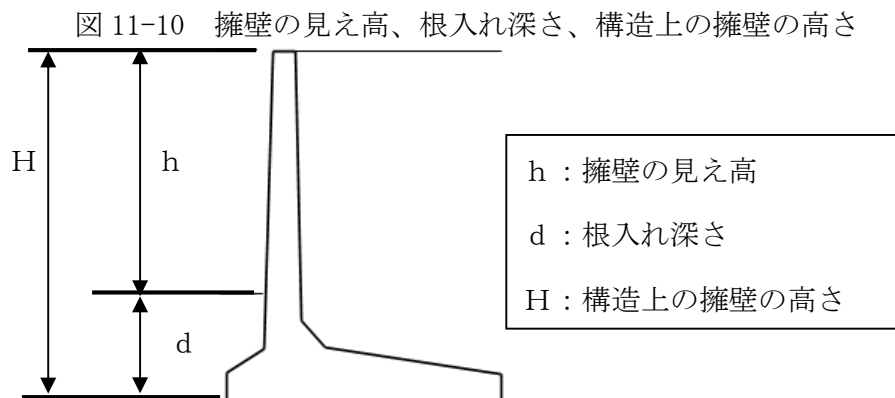 図 11-10 擁壁の見え高、根入れ深さ、構造上の擁壁の高さ
H
h
d
h：擁壁の見え高
d：根入れ深さ
H：構造上の擁壁の高さ